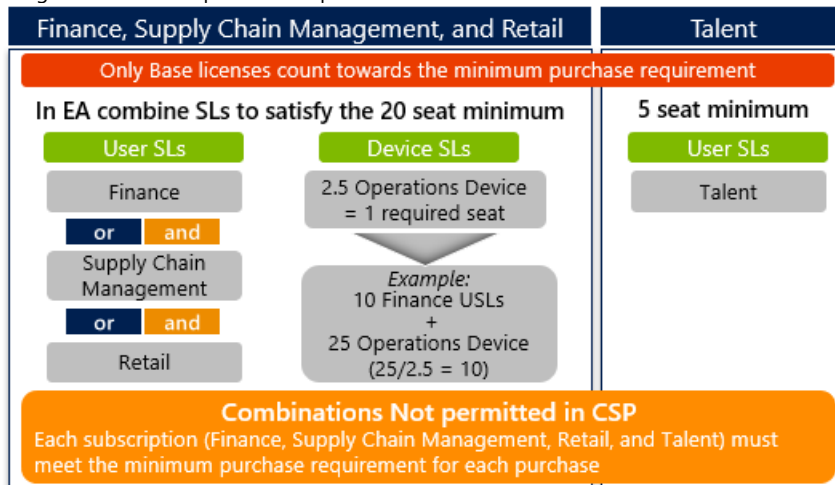 Finance, Supply Chain Management, and Retail
Talent
Only Base licenses count towards the minimum purchase requirement
In EA combine SLs to satisfy the 20 seat minimum
User SLs
Finance
or and
Supply Chain
Management
or and
Retail
Device SLs
2.5 Operations Device
= 1 required seat
Example:
10 Finance USLs
+
25 Operations Device
(25/2.5 = 10)
5 seat minimum
User SLs
Talent
Combinations Not permitted in CSP
Each subscription (Finance, Supply Chain Management, Retail, and Talent) must
meet the minimum purchase requirement for each purchase